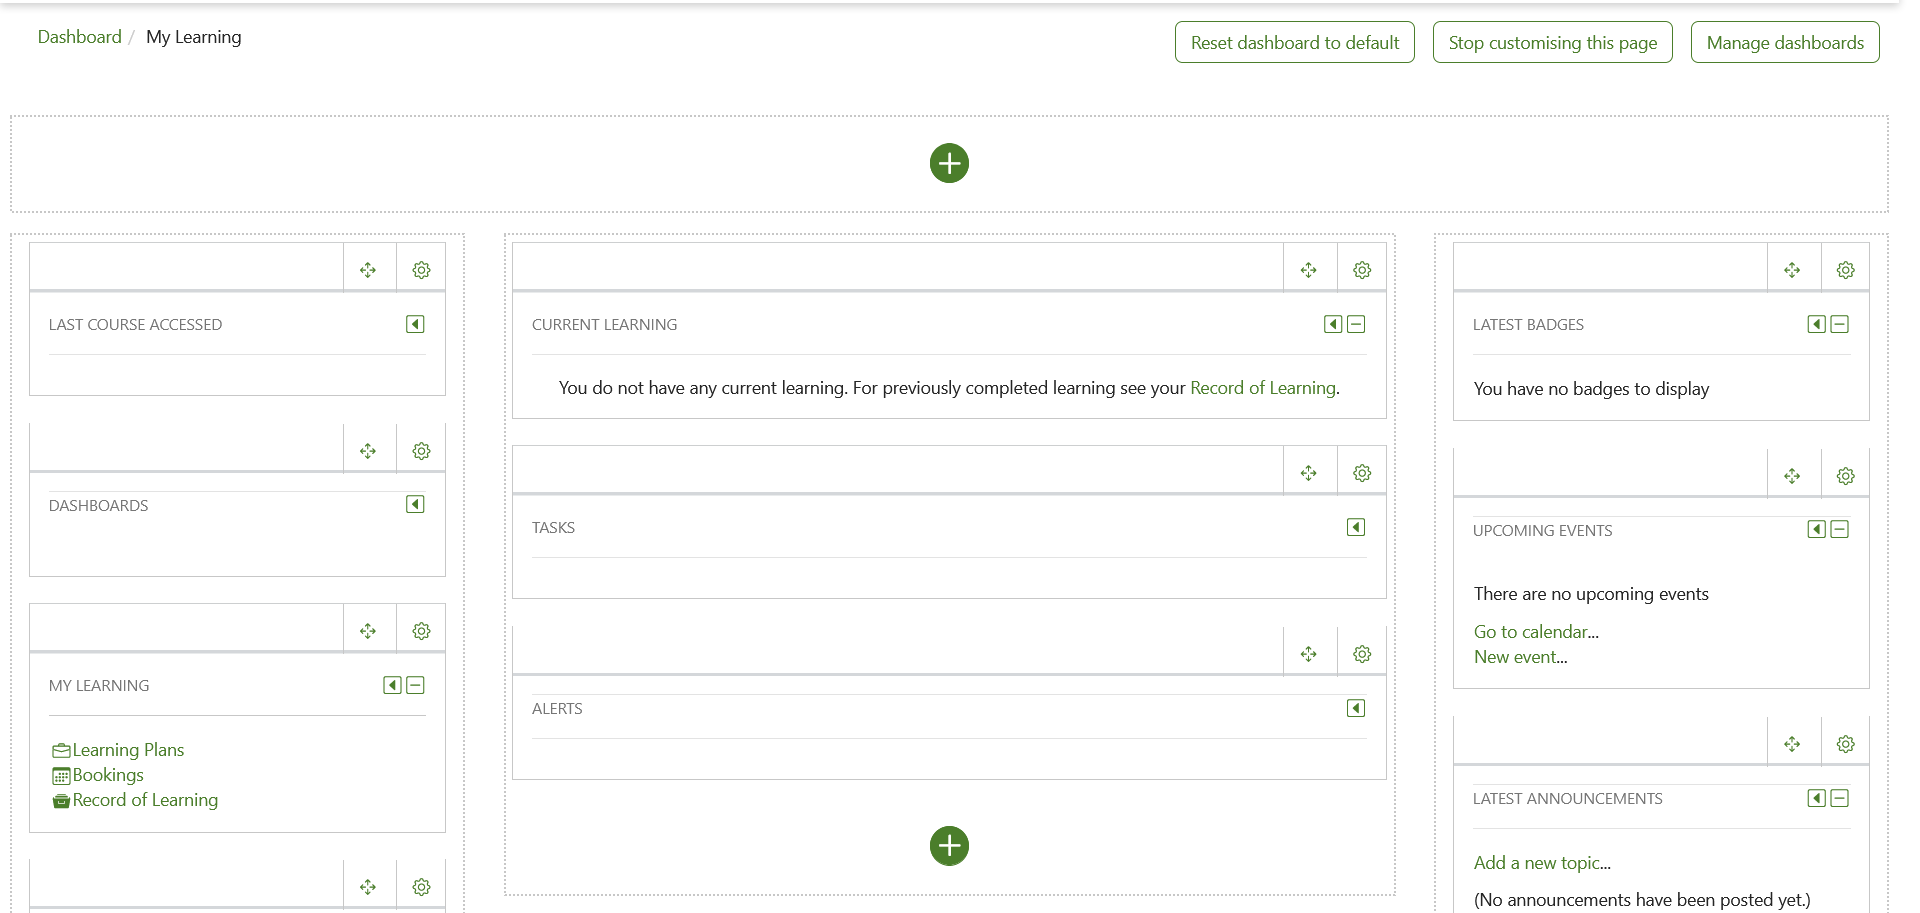 Dashboard / My Learning
Reset dashboard to default
Stop customising this page
Manage dashboards
LAST COURSE ACCESSED
DASHBOARDS
MY LEARNING
Learning Plans
Bookings
Record of Learning
CURRENT LEARNING
You do not have any current learning. For previously completed learning see your Record of Learning.
TASKS
ALERTS
LATEST BADGES
You have no badges to display
UPCOMING EVENTS
There are no upcoming events
Go to calendar...
New event...
LATEST ANNOUNCEMENTS
Add a new topic...
(No announcements have been posted yet.)